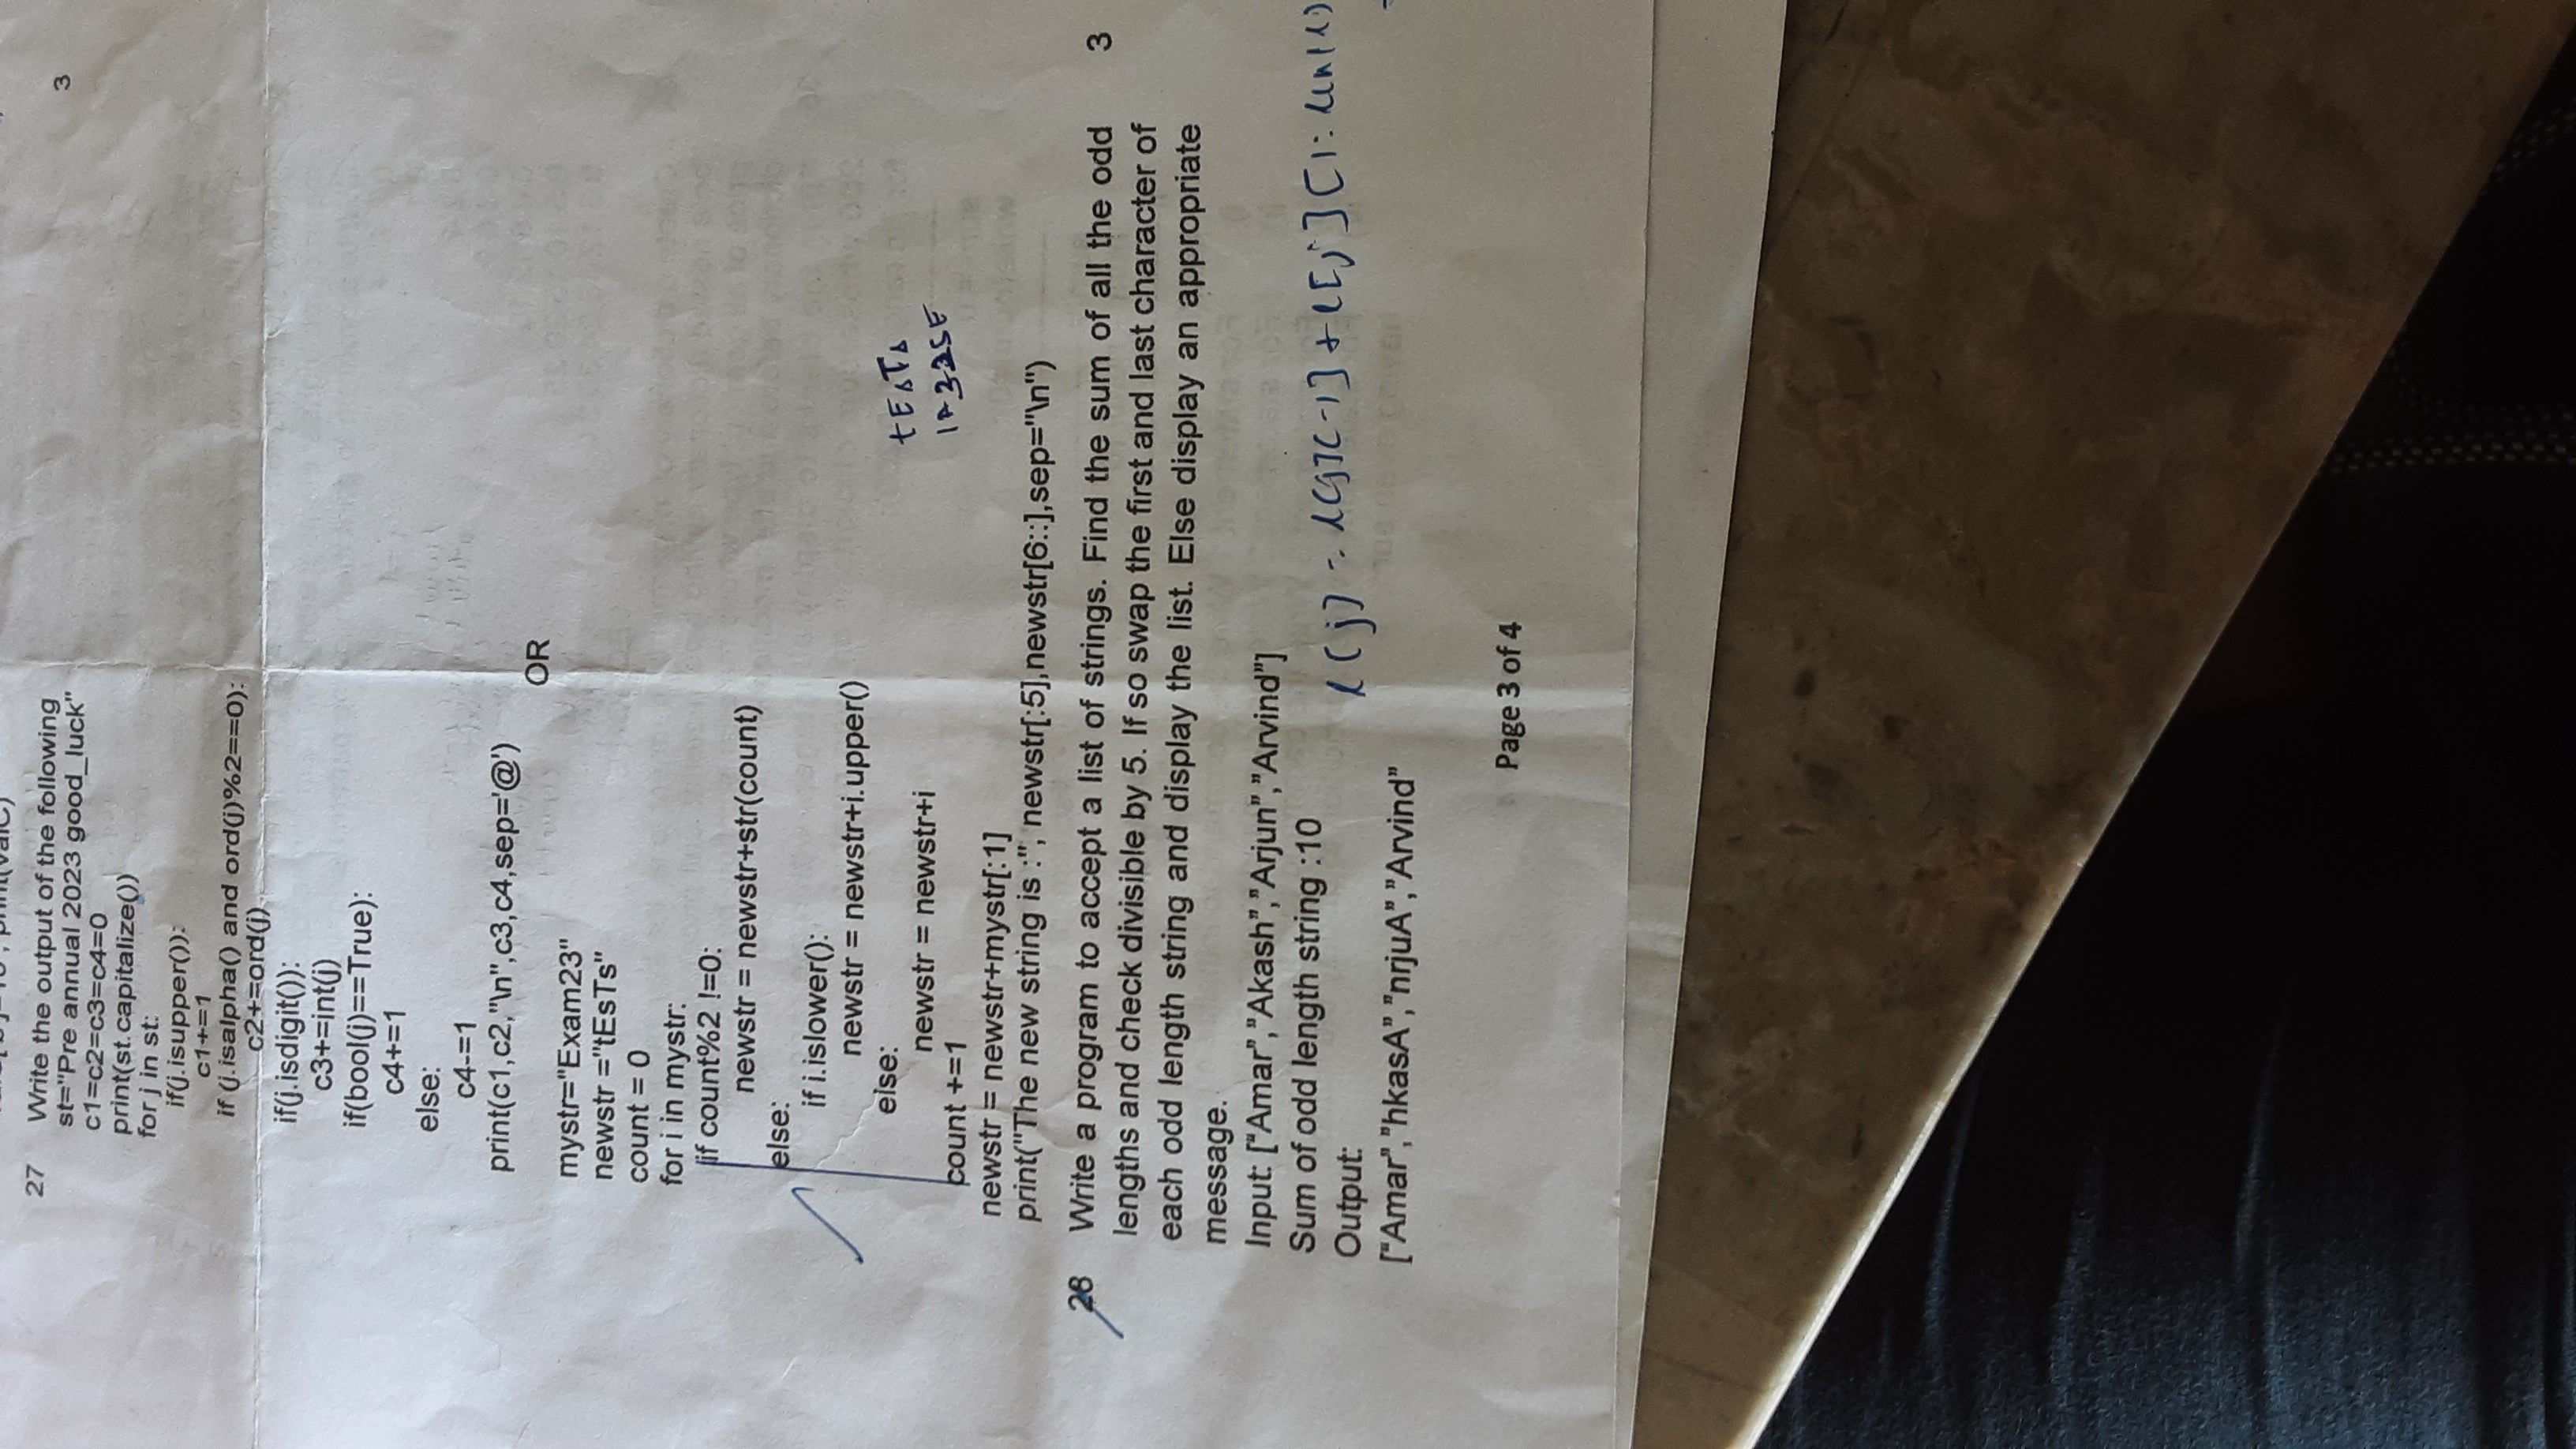 print(valC)
27 Write the output of the following 3
st="Pre annual 2023 good_luck"
c1=c2=c3=c4=0
print(st.capitalize())
for j in st:
if(j.isupper()):
c1+=1
if (j.isalpha() and ord(j)%2==0):
c2+=ord(j)
if(j.isdigit()):
c3+=int(j)
if(bool(j)==True):
c4+=1
else:
c4-=1
print(c1,c2,"\n",c3,c4,sep='@')
OR
mystr="Exam23"
newstr ="tEsTs"
count = 0
for i in mystr:
if count%2 !=0:
newstr = newstr+str(count)
else:
if i.islower():
newstr = newstr+i.upper()
else:
newstr = newstr+i
tEsTs
1A325E
count +=1
newstr = newstr+mystr[:1]
print("The new string is :", newstr[:5],newstr[6::],sep="\n")
28 Write a program to accept a list of strings. Find the sum of all the odd 3
lengths and check divisible by 5. If so swap the first and last character of
each odd length string and display the list. Else display an appropriate
message.
Input: ["Amar","Akash","Arjun","Arvind"]
Sum of odd length string :10
l[j] = l[j][-1] + l[j][1:
Output:
["Amar","hkasA","nrjuA","Arvind"
Page 3 of 4